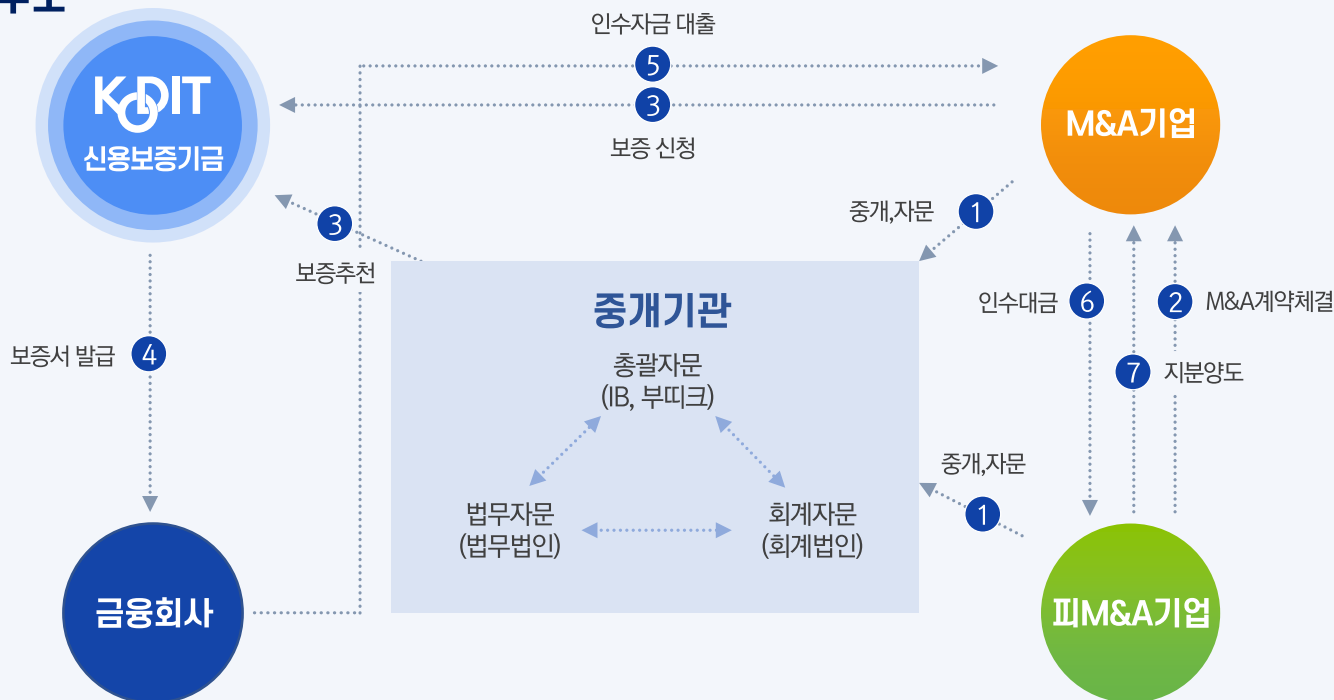 인수자금 대출
5
3
보증 신청
KODIT
신용보증기금
M&A기업
3
보증추천
중개,자문
1
중개기관
총괄자문
(IB, 부띠크)
법무자문
(법무법인)
회계자문
(회계법인)
인수대금
6
2
M&A계약체결
7
지분양도
보증서 발급
4
중개,자문
1
금융회사
피M&A기업